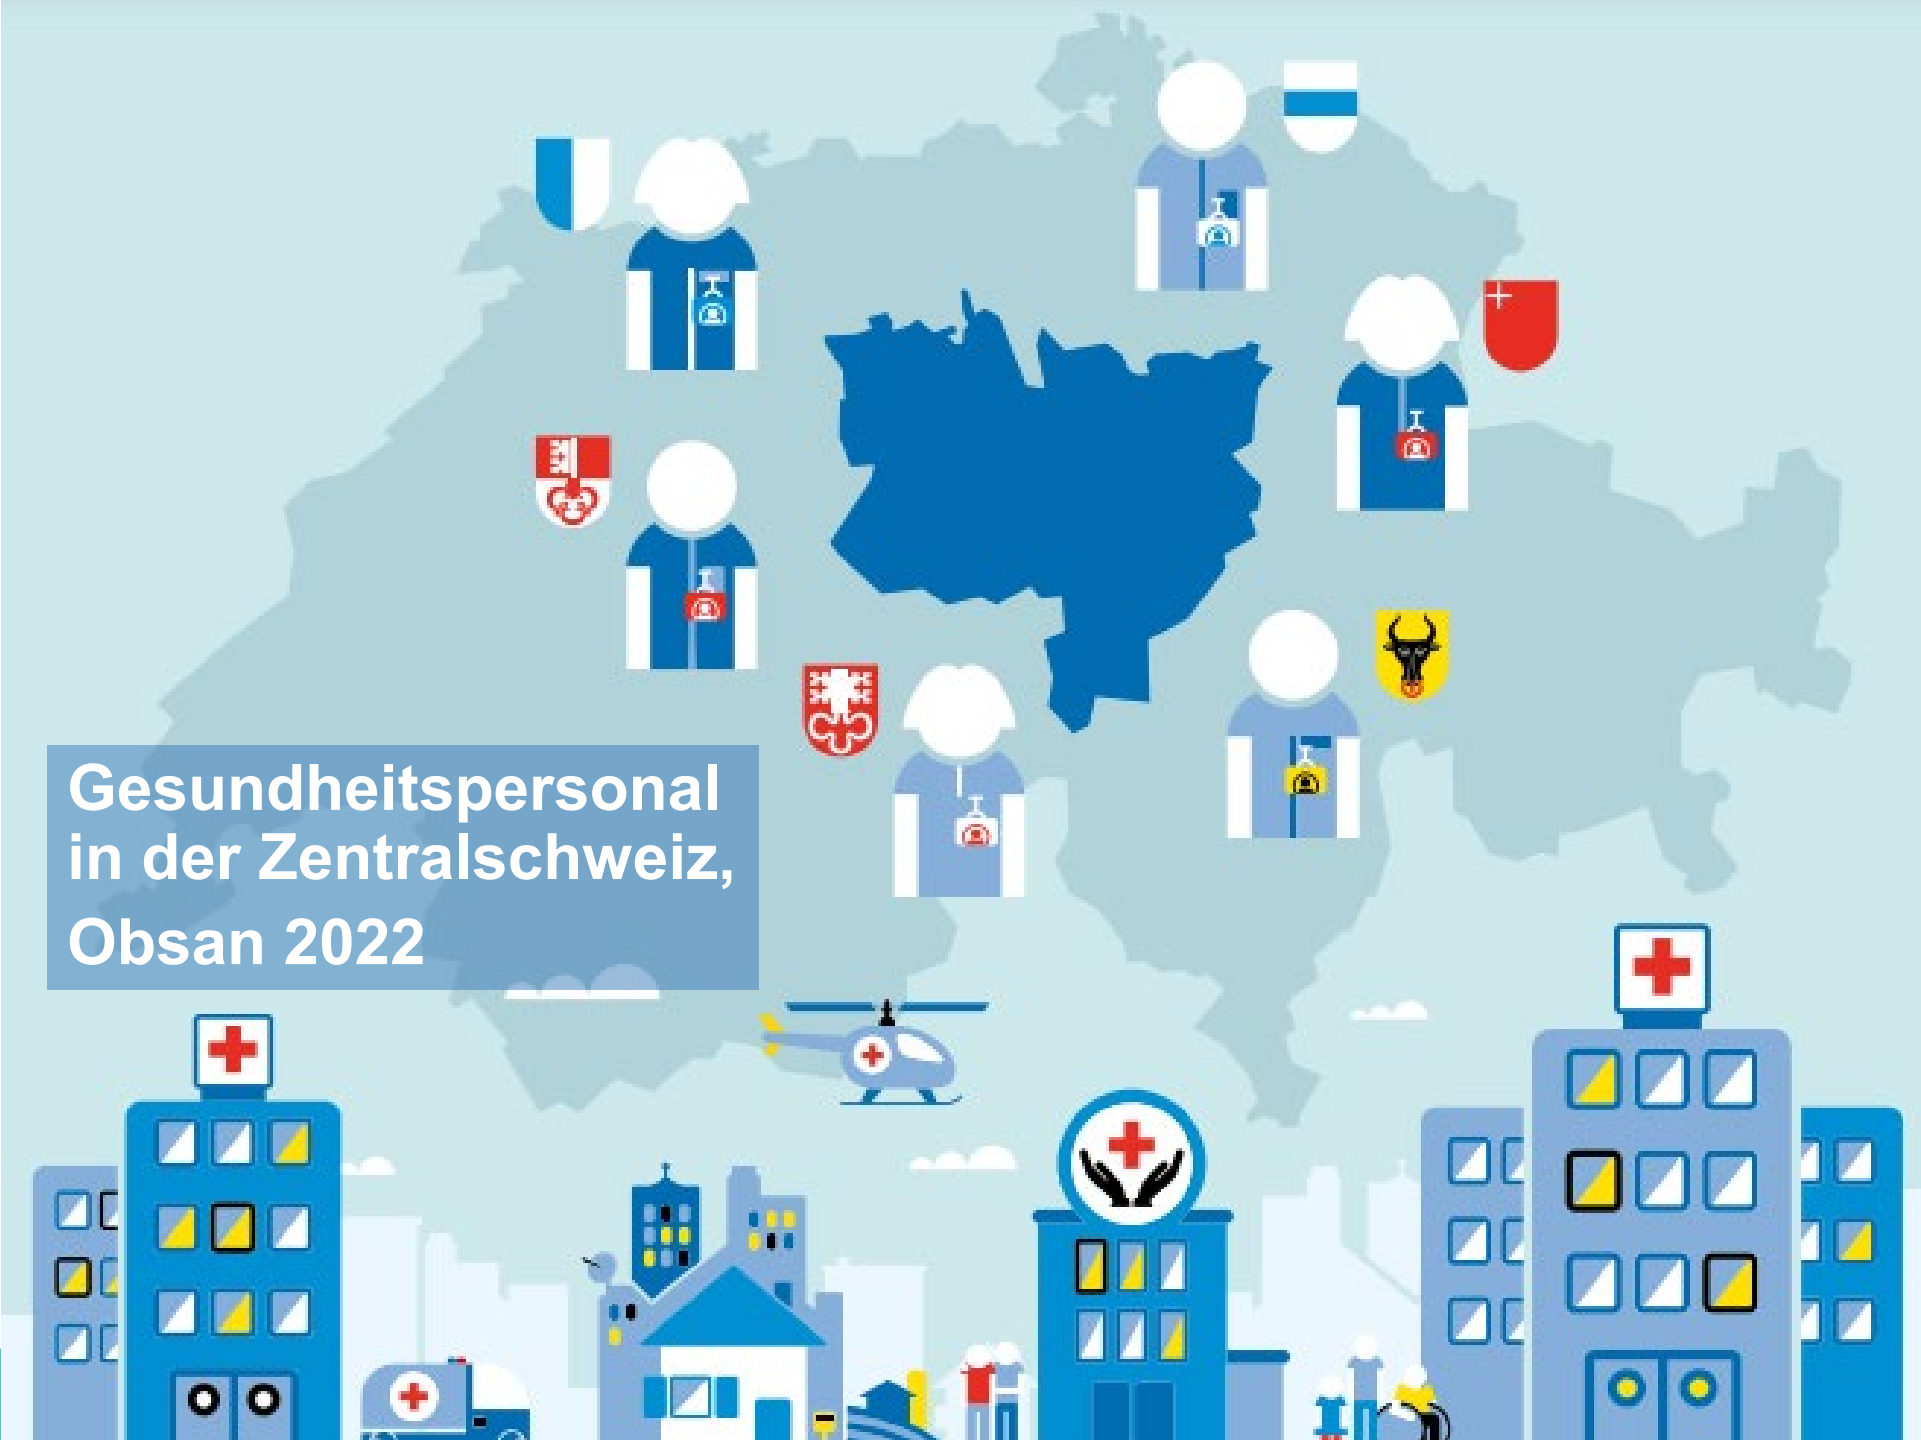 Gesundheitspersonal
in der Zentralschweiz,
Obsan 2022